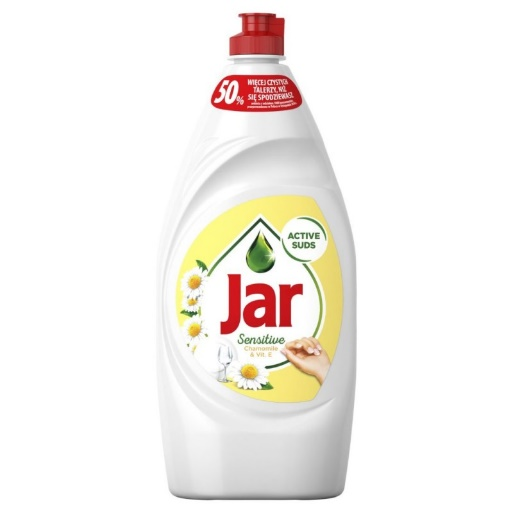 50%
WIĘCEJ CZYSTYCH
TALERZY, NIŻ
SIĘ SPODZIEWASZ
ACTIVE
SUDS
Jar
Sensitive
Chamomile
& Vit. E